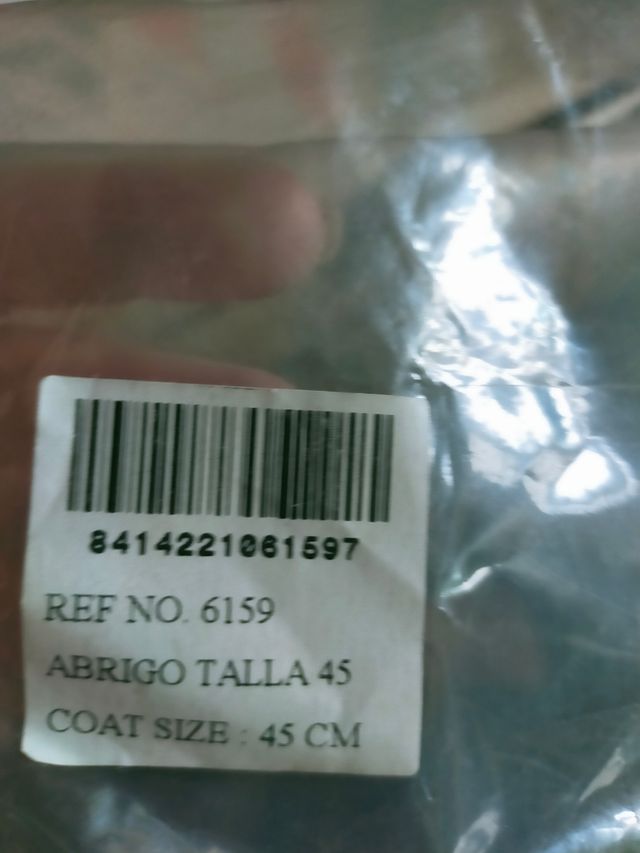 8414221061597
REF NO. 6159
ABRIGO TALLA 45
COAT SIZE : 45 CM